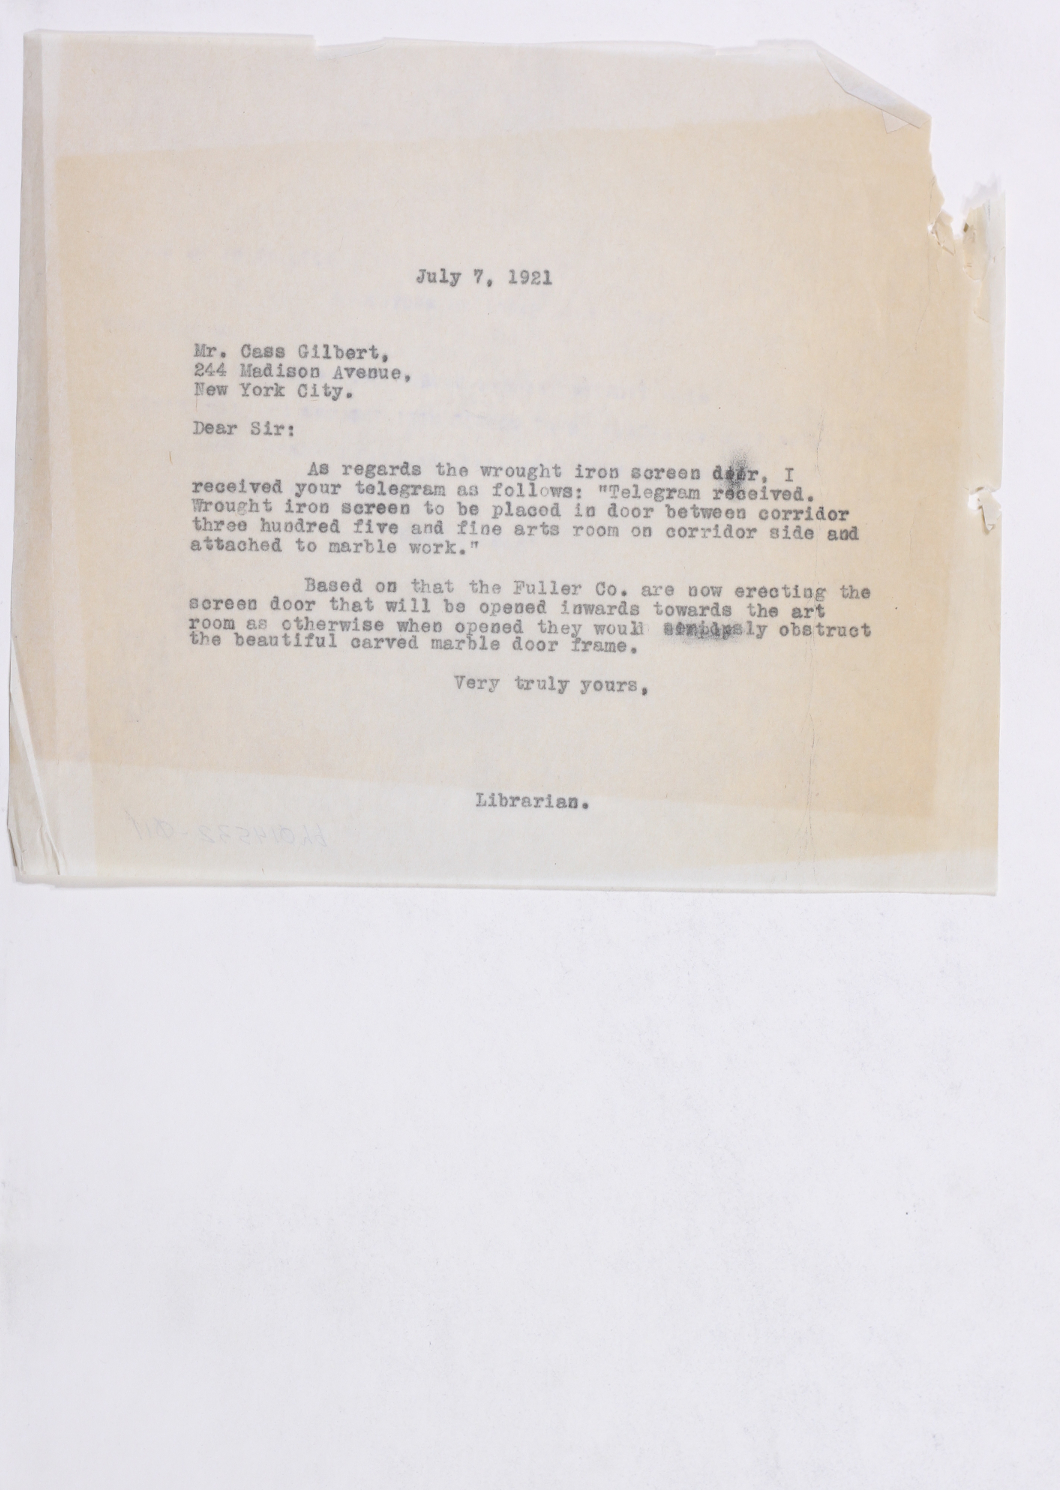 July 7, 1921
Mr. Cass Gilbert,
244 Madison Avenue,
New York City.
Dear Sir:
As regards the wrought iron screen door, I
received your telegram as follows: "Telegram received.
Wrought iron screen to be placed in door between corridor
three hundred five and fine arts room on corridor side and
attached to marble work."
Based on that the Fuller Co. are now erecting the
screen door that will be opened inwards towards the art
room as otherwise when opened they would obstruct
the beautiful carved marble door frame.
Very truly yours,
Librarian.